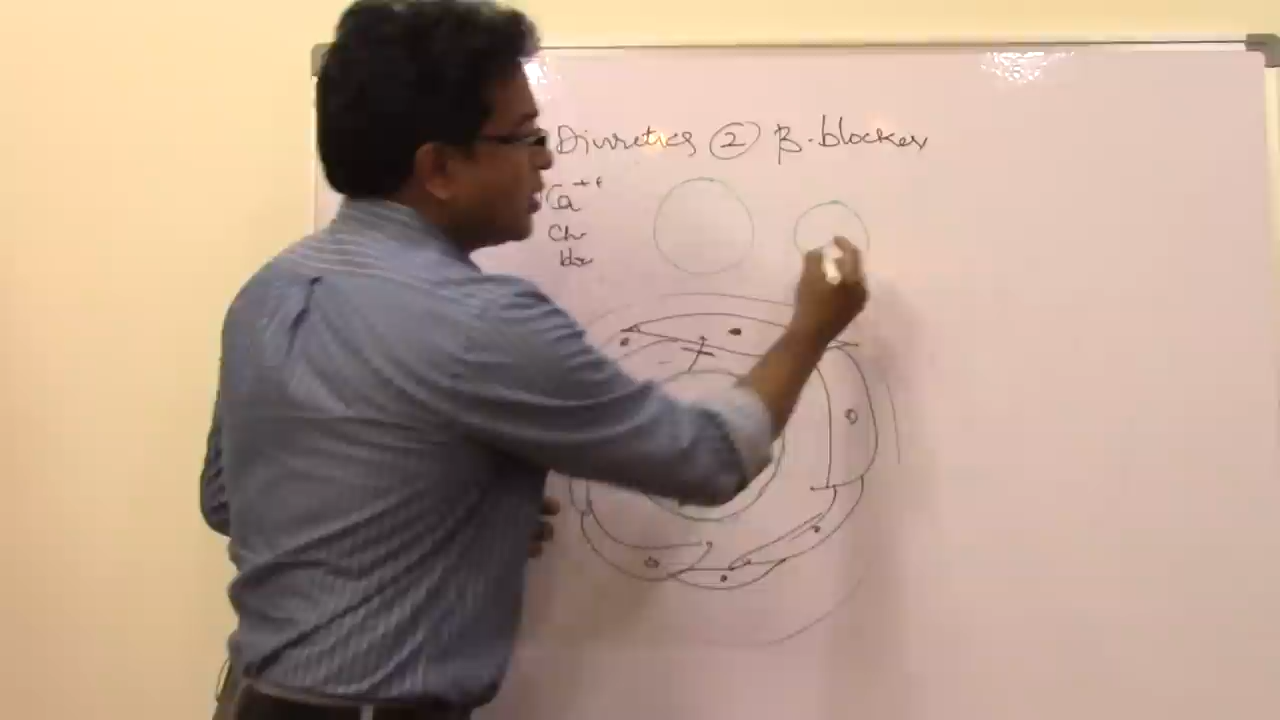 Diuretics ② β-blocker
Ca++
Ch